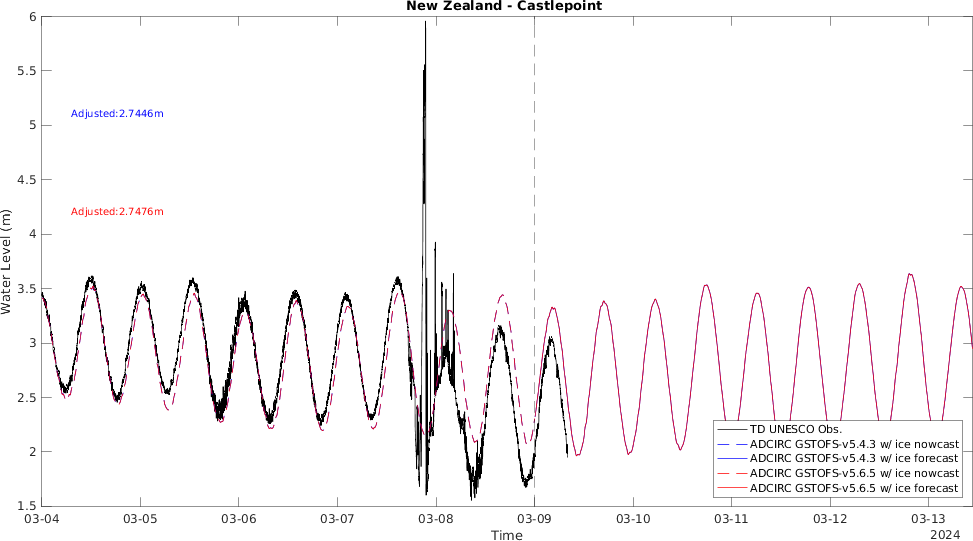 New Zealand - Castlepoint
6
5.5
5
4.5
4
3.5
3
2.5
2
1.5
Water Level (m)
Adjusted:2.7446m
Adjusted:2.7476m
TD UNESCO Obs.
ADCIRC GSTOFS-v5.4.3 w/ ice nowcast
ADCIRC GSTOFS-v5.4.3 w/ ice forecast
ADCIRC GSTOFS-v5.6.5 w/ ice nowcast
ADCIRC GSTOFS-v5.6.5 w/ ice forecast
03-04 03-05 03-06 03-07 03-08 03-09 03-10 03-11 03-12 03-13
Time
2024